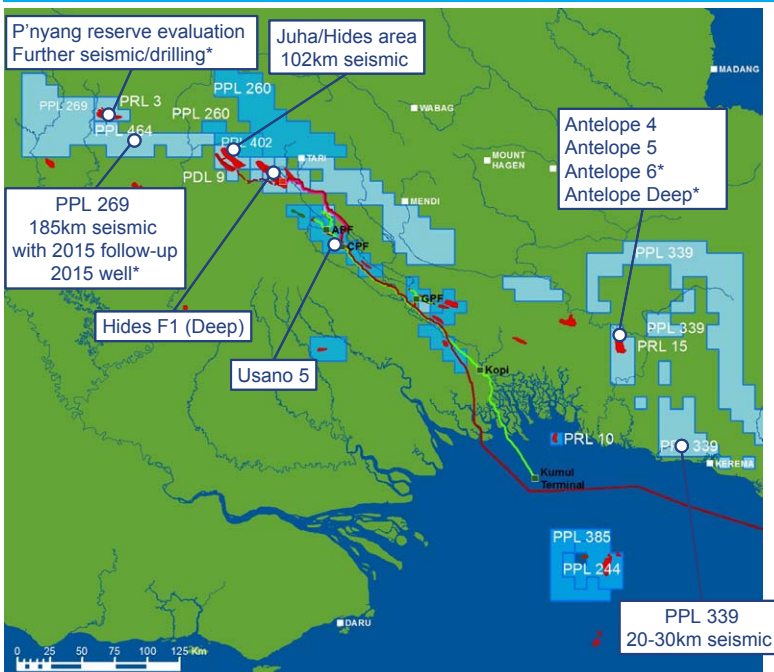 P'nyang reserve evaluation
Further seismic/drilling*
Juha/Hides area
102km seismic
MADANG
PPL 269
PRL 3
PPL 260
PPL 260
WABAG
PPL 464
PPL 402
TARI
MOUNT
HAGEN
PDL 9
MENDI
Antelope 4
Antelope 5
Antelope 6*
Antelope Deep*
PPL 269
185km seismic
with 2015 follow-up
2015 well*
APF
CPF
PPL 339
Hides F1 (Deep)
GPF
PPL 339
PRL 15
Usano 5
Kopi
PRL 10
PPL 339
KEREMA
Kumul
Terminal
PPL 385
PPL 244
DARU
PPL 339
20-30km seismic
0 25 50 75 100 125 Km